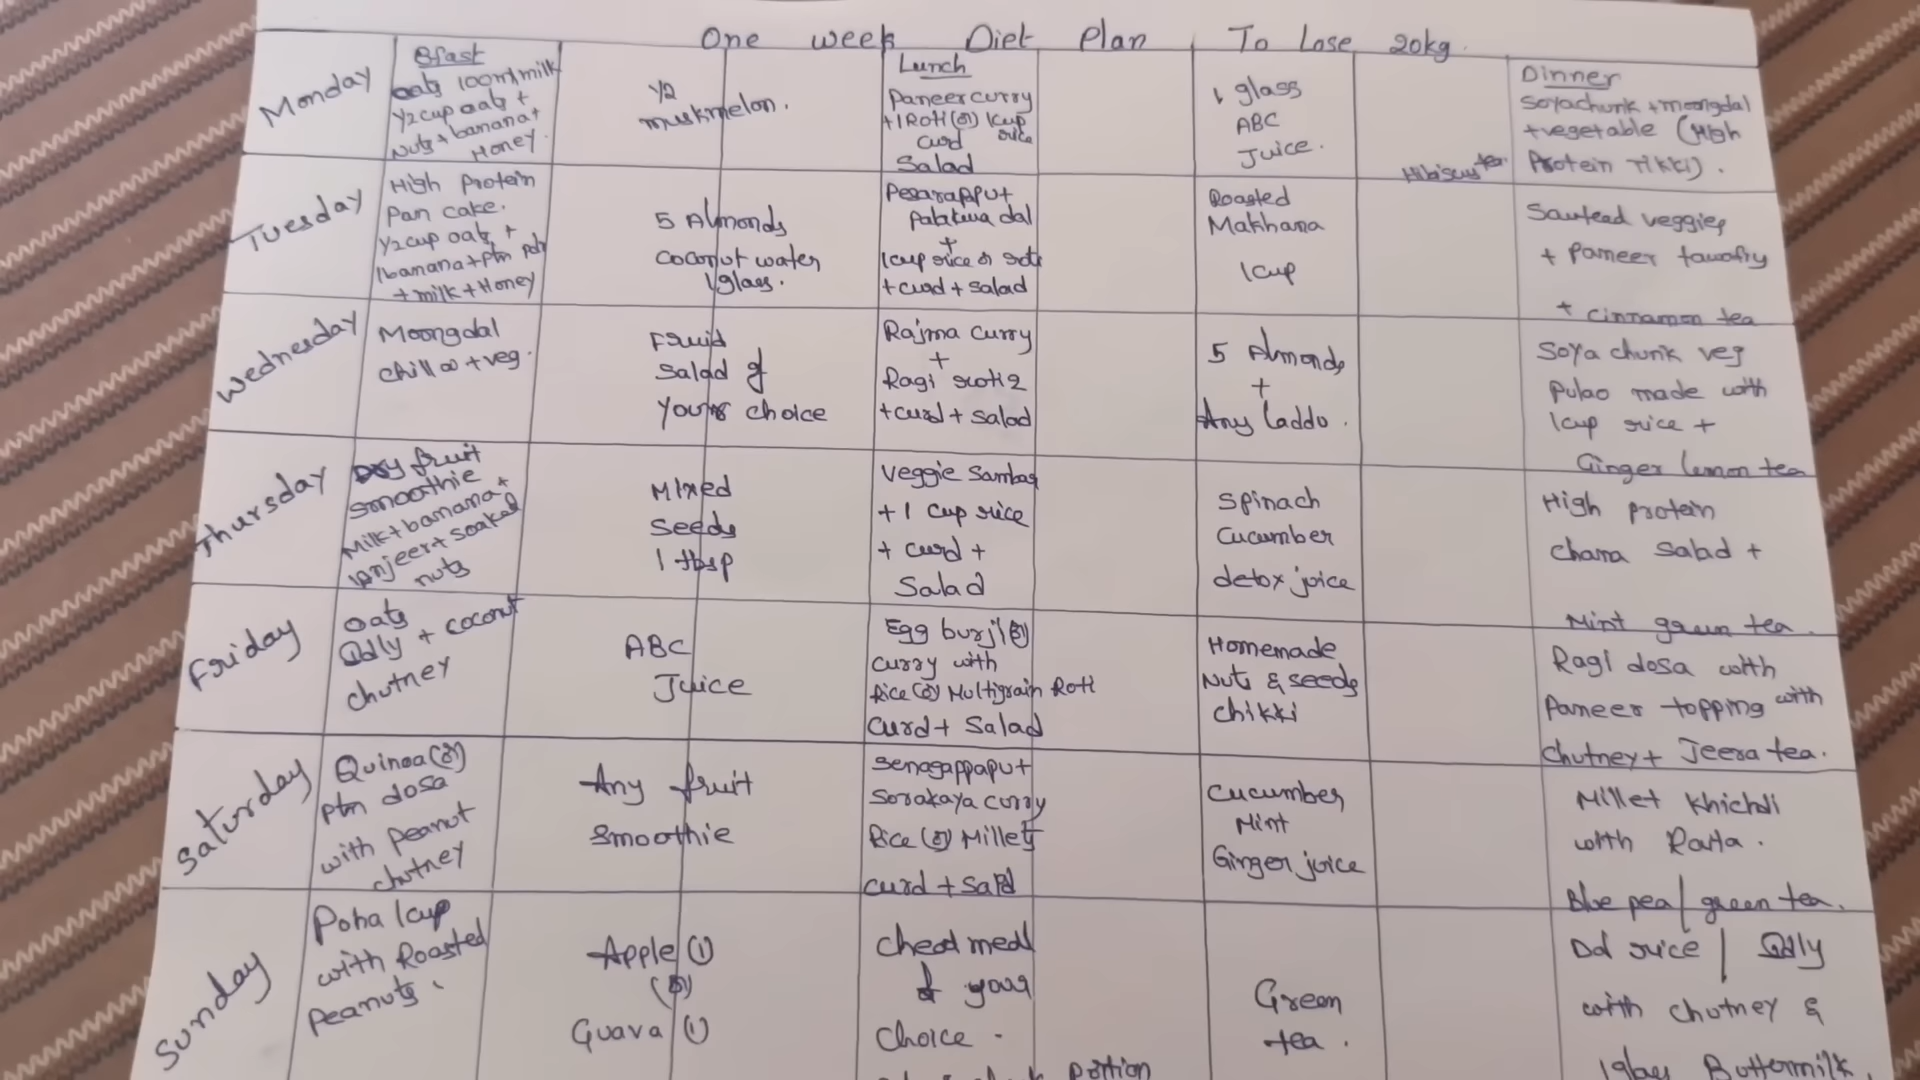 One week Diet Plan To Lose 20kg.
Monday
Bfast
oats 100ml milk
1/2 cup oats +
Nuts + banana +
Honey.
1/2
muskmelon.
Lunch
Paneer curry
+ 1 Roti (or) 1 cup
rice
curd
Salad
1 glass
ABC
Juice.
Hibiscus tea.
Dinner
Soyachunk + moongdal
+ vegetable (High
Protein Tikki).
Tuesday
High Protein
Pan cake.
1/2 cup oats +
1 banana + ptn pdr
+ milk + Honey
5 Almonds
coconut water
1 glass.
Pesarapput
Palakura dal
+
1 cup rice or roti
+ curd + salad
Roasted
Makhana
1 cup
Sautead veggies
+ Paneer tawafry
+ cinnamon tea
Wednesday
Moongdal
chilla + veg.
Fruid
Salad of
Your choice
Rajma curry
+
Ragi roti 2
+ curd + salad
5 Almonds
+
Any Laddu.
Soya chunk veg
Pulao made with
1 cup rice +
Ginger lemon tea
Thursday
Dry fruit
Smoothie
Milk + banana +
anjeer + soaked
nuts
Mixed
Seeds
1 tbsp
Veggie Sambar
+ 1 cup rice
+ curd +
Salad
Spinach
Cucumber
detox juice
High protein
Chana Salad +
Mint green tea.
Friday
Oats
Idly + coconut
chutney
ABC
Juice
Egg burji (or)
curry with
Rice (or) Multigrain Roti
Curd + Salad
Homemade
Nuts & seeds
Chikki
Ragi dosa with
Paneer topping with
Chutney + Jeera tea.
Saturday
Quinoa (or)
ptn dosa
with Peanut
chutney
Any fruit
Smoothie
Senagappaput
Sorakaya curry
Rice (or) Millets
curd + Salad
Cucumber
Mint
Ginger juice
Millet Khichdi
with Raita.
Blue pea / green tea.
Sunday
Poha 1 cup
with Roasted
Peanuts.
Apple (1)
(or)
Guava (1)
Cheat meal
of your
Choice.
portion
Green
tea.
Dal rice / Idly
with chutney &
1 glass Buttermilk.